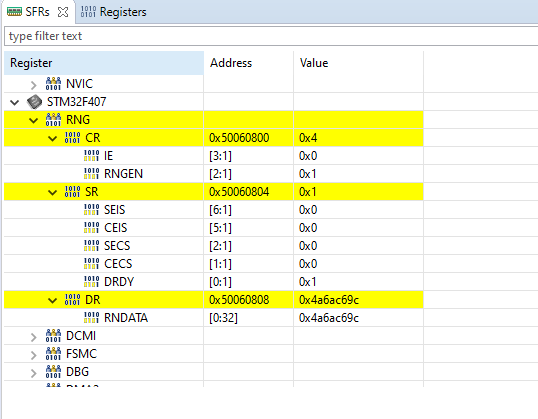 SFRs Registers
type filter text
Register Address Value
NVIC
STM32F407
RNG
CR 0x50060800 0x4
IE [3:1] 0x0
RNGEN [2:1] 0x1
SR 0x50060804 0x1
SEIS [6:1] 0x0
CEIS [5:1] 0x0
SECS [2:1] 0x0
CECS [1:1] 0x0
DRDY [0:1] 0x1
DR 0x50060808 0x4a6ac69c
RNDATA [0:32] 0x4a6ac69c
DCMI
FSMC
DBG